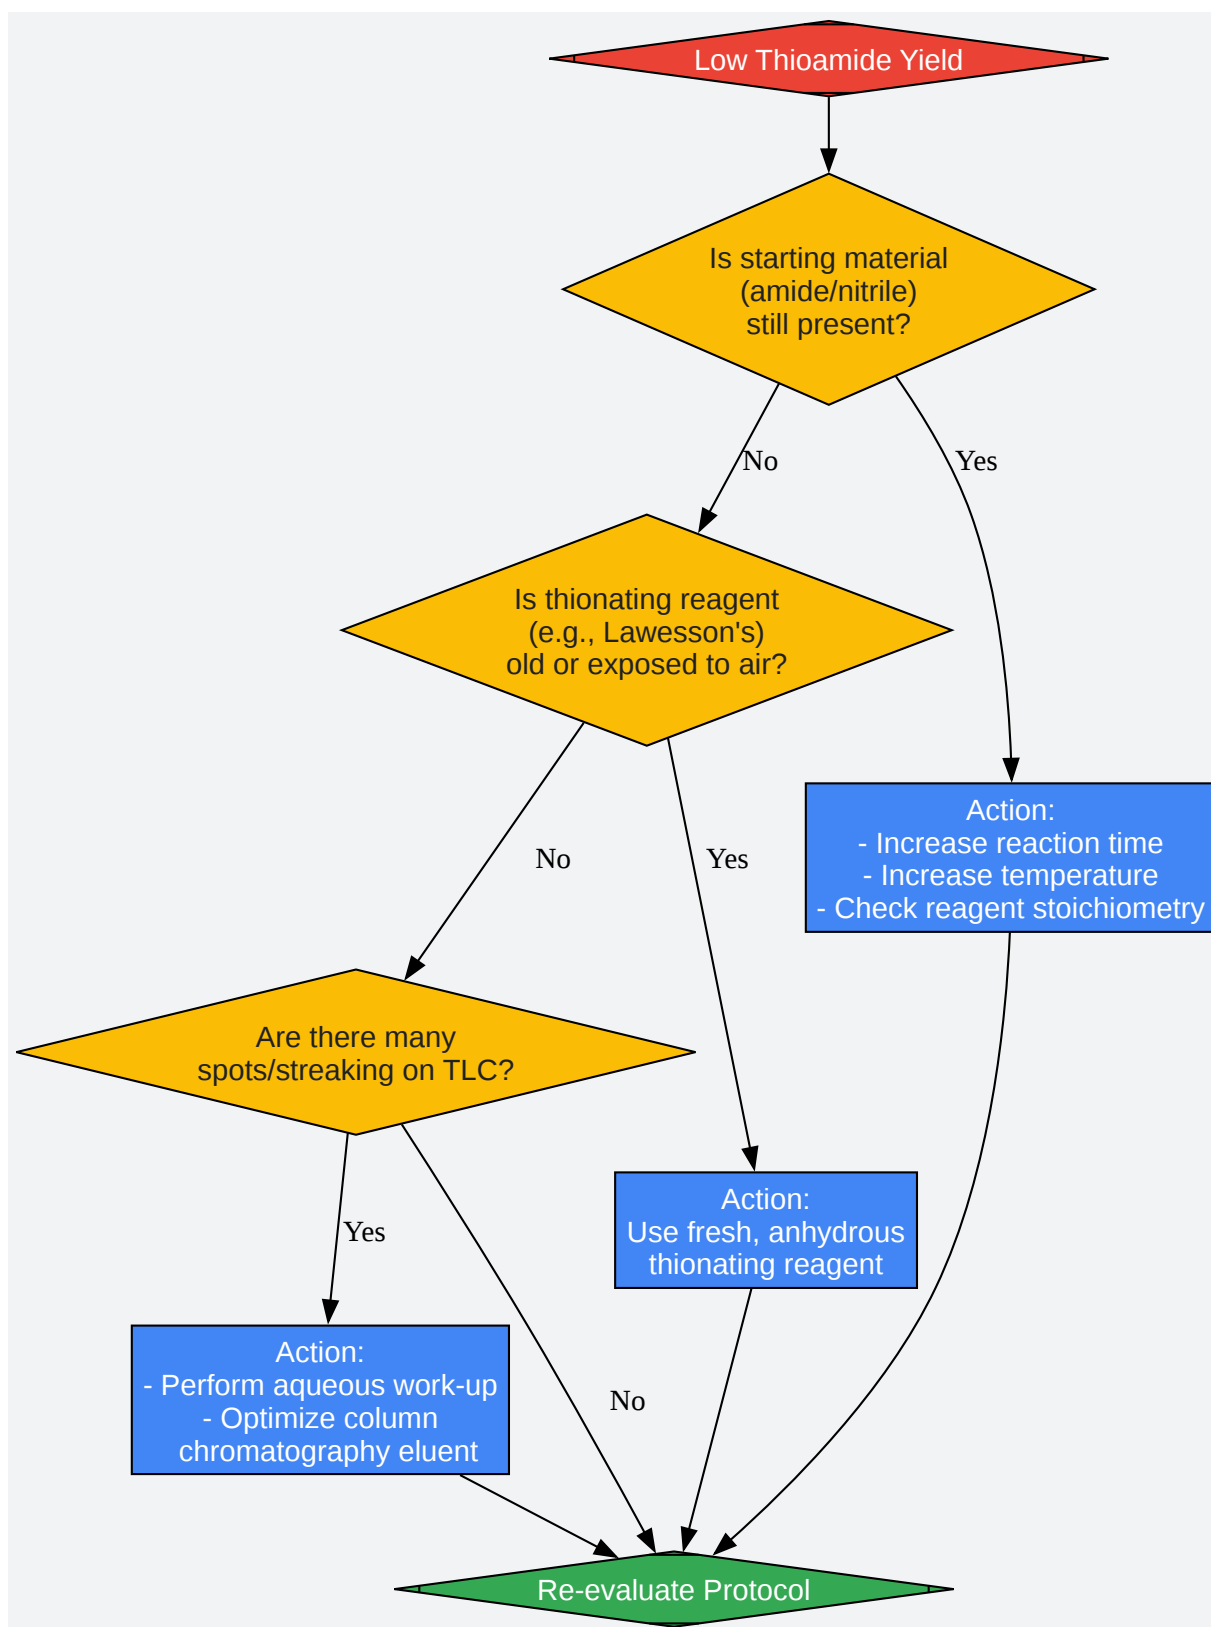 Low Thioamide Yield
Is starting material
(amide/nitrile)
still present?
No
Yes
Is thionating reagent
(e.g., Lawesson's)
old or exposed to air?
Action:
- Increase reaction time
- Increase temperature
- Check reagent stoichiometry
No
Yes
Are there many
spots/streaking on TLC?
Action:
Use fresh, anhydrous
thionating reagent
Yes
Action:
- Perform aqueous work-up
- Optimize column
chromatography eluent
No
Re-evaluate Protocol